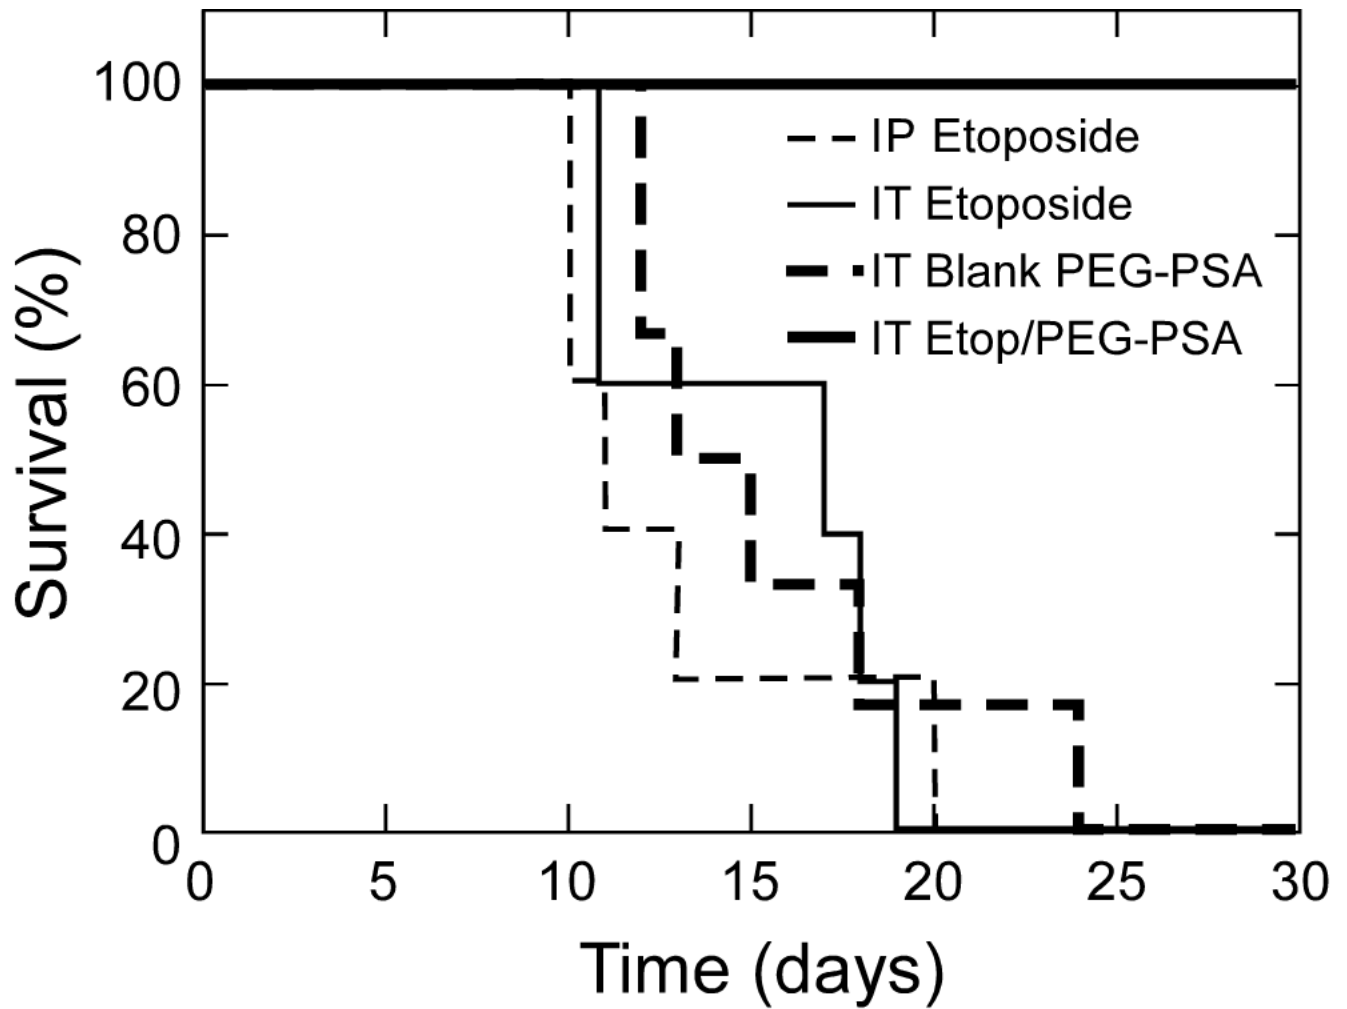 Survival (%)
100
80
60
40
20
0
IP Etoposide
IT Etoposide
IT Blank PEG-PSA
IT Etop/PEG-PSA
0 5 10 15 20 25 30
Time (days)